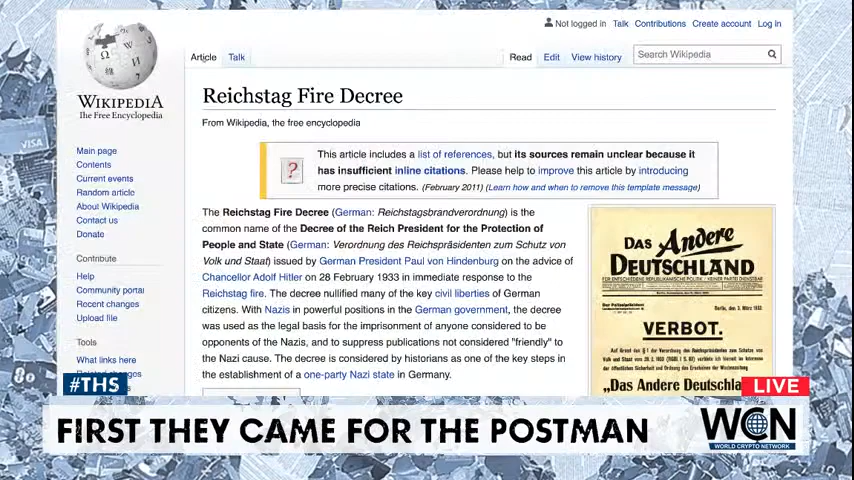 Not logged in Talk Contributions Create account Log in
Article Talk Read Edit View history Search Wikipedia
WIKIPEDIA
The Free Encyclopedia
Main page
Contents
Current events
Random article
About Wikipedia
Contact us
Donate
Contribute
Help
Community portal
Recent changes
Upload file
Tools
What links here
Reichstag Fire Decree
From Wikipedia, the free encyclopedia
This article includes a list of references, but its sources remain unclear because it
has insufficient inline citations. Please help to improve this article by introducing
more precise citations. (February 2011) (Learn how and when to remove this template message)
The Reichstag Fire Decree (German: Reichstagsbrandverordnung) is the
common name of the Decree of the Reich President for the Protection of
People and State (German: Verordnung des Reichspräsidenten zum Schutz von
Volk und Staat) issued by German President Paul von Hindenburg on the advice of
Chancellor Adolf Hitler on 28 February 1933 in immediate response to the
Reichstag fire. The decree nullified many of the key civil liberties of German
citizens. With Nazis in powerful positions in the German government, the decree
was used as the legal basis for the imprisonment of anyone considered to be
opponents of the Nazis, and to suppress publications not considered "friendly" to
the Nazi cause. The decree is considered by historians as one of the key steps in
the establishment of a one-party Nazi state in Germany.
DAS Andere
DEUTSCHLAND
VERBOT.
„Das Andere
#THS
LIVE
FIRST THEY CAME FOR THE POSTMAN
WCN
WORLD CRYPTO NETWORK